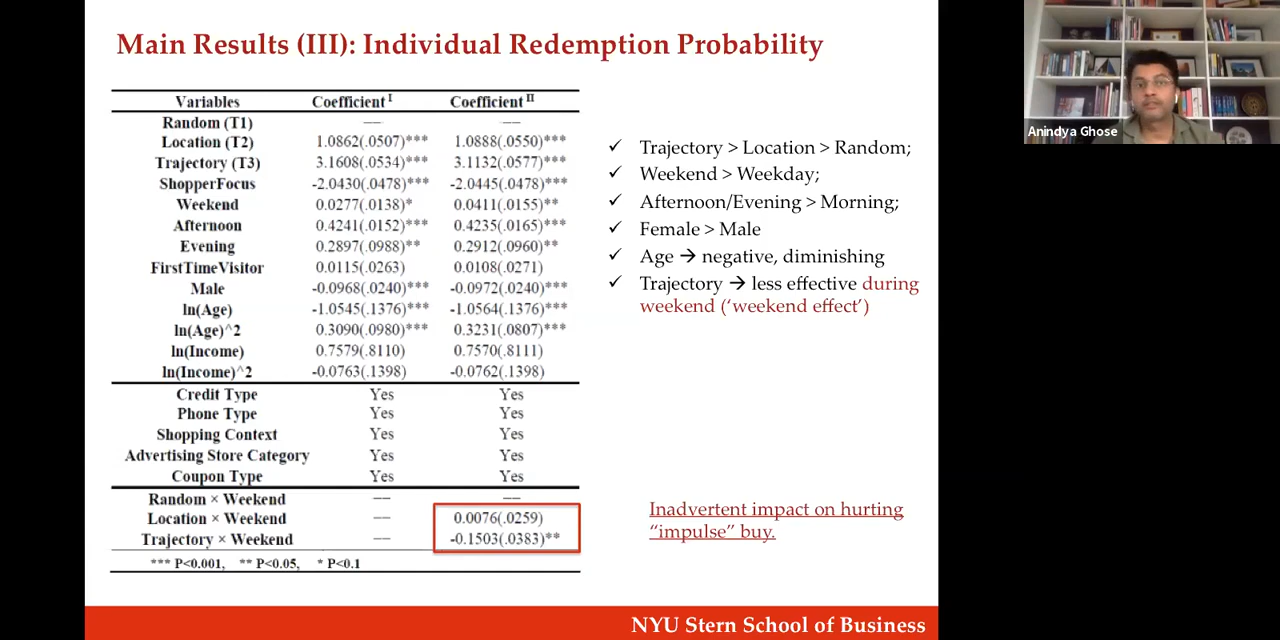 Main Results (III): Individual Redemption Probability
Variables Coefficient I Coefficient II
Random (T1) — —
Location (T2) 1.0862(.0507)*** 1.0888(.0550)***
Trajectory (T3) 3.1608(.0534)*** 3.1132(.0577)***
ShopperFocus -2.0430(.0478)*** -2.0445(.0478)***
Weekend 0.0277(.0138)* 0.0411(.0155)**
Afternoon 0.4241(.0152)*** 0.4235(.0165)***
Evening 0.2897(.0988)** 0.2912(.0960)**
FirstTimeVisitor 0.0115(.0263) 0.0108(.0271)
Male -0.0968(.0240)*** -0.0972(.0240)***
ln(Age) -1.0545(.1376)*** -1.0564(.1376)***
ln(Age)^2 0.3090(.0980)*** 0.3231(.0807)***
ln(Income) 0.7579(.8110) 0.7570(.8111)
ln(Income)^2 -0.0763(.1398) -0.0762(.1398)
Credit Type Yes Yes
Phone Type Yes Yes
Shopping Context Yes Yes
Advertising Store Category Yes Yes
Coupon Type Yes Yes
Random × Weekend — —
Location × Weekend — 0.0076(.0259)
Trajectory × Weekend — -0.1503(.0383)**
*** P<0.001, ** P<0.05, * P<0.1
✓ Trajectory > Location > Random;
✓ Weekend > Weekday;
✓ Afternoon/Evening > Morning;
✓ Female > Male
✓ Age → negative, diminishing
✓ Trajectory → less effective during
weekend ('weekend effect')
Inadvertent impact on hurting
"impulse" buy.
NYU Stern School of Business
Anindya Ghose